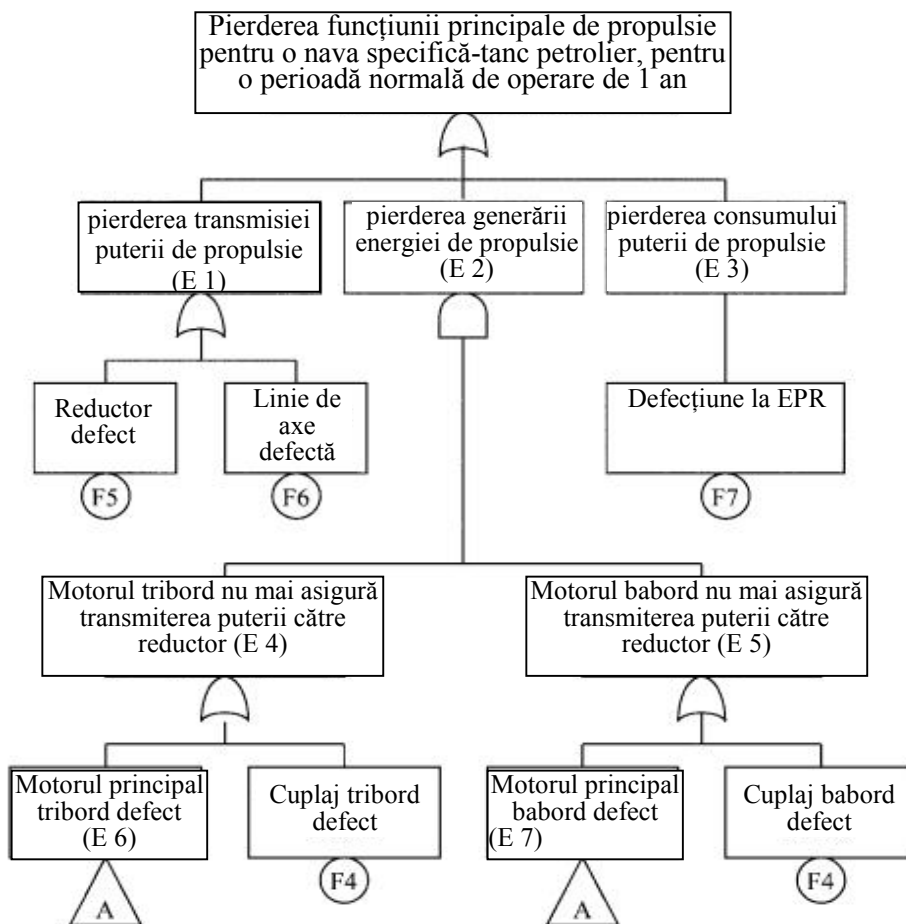 Pierderea funcțiunii principale de propulsie
pentru o nava specifică-tanc petrolier, pentru
o perioadă normală de operare de 1 an
pierderea transmisiei
puterii de propulsie
(E 1)
pierderea generării
energiei de propulsie
(E 2)
pierderea consumului
puterii de propulsie
(E 3)
Reductor
defect
Linie de
axe
defectă
Defecțiune la EPR
F5
F6
F7
Motorul tribord nu mai asigură
transmiterea puterii către
reductor (E 4)
Motorul babord nu mai asigură
transmiterea puterii către
reductor (E 5)
Motorul principal
tribord defect
(E 6)
Cuplaj tribord
defect
Motorul principal
babord defect
(E 7)
Cuplaj babord
defect
A
F4
A
F4